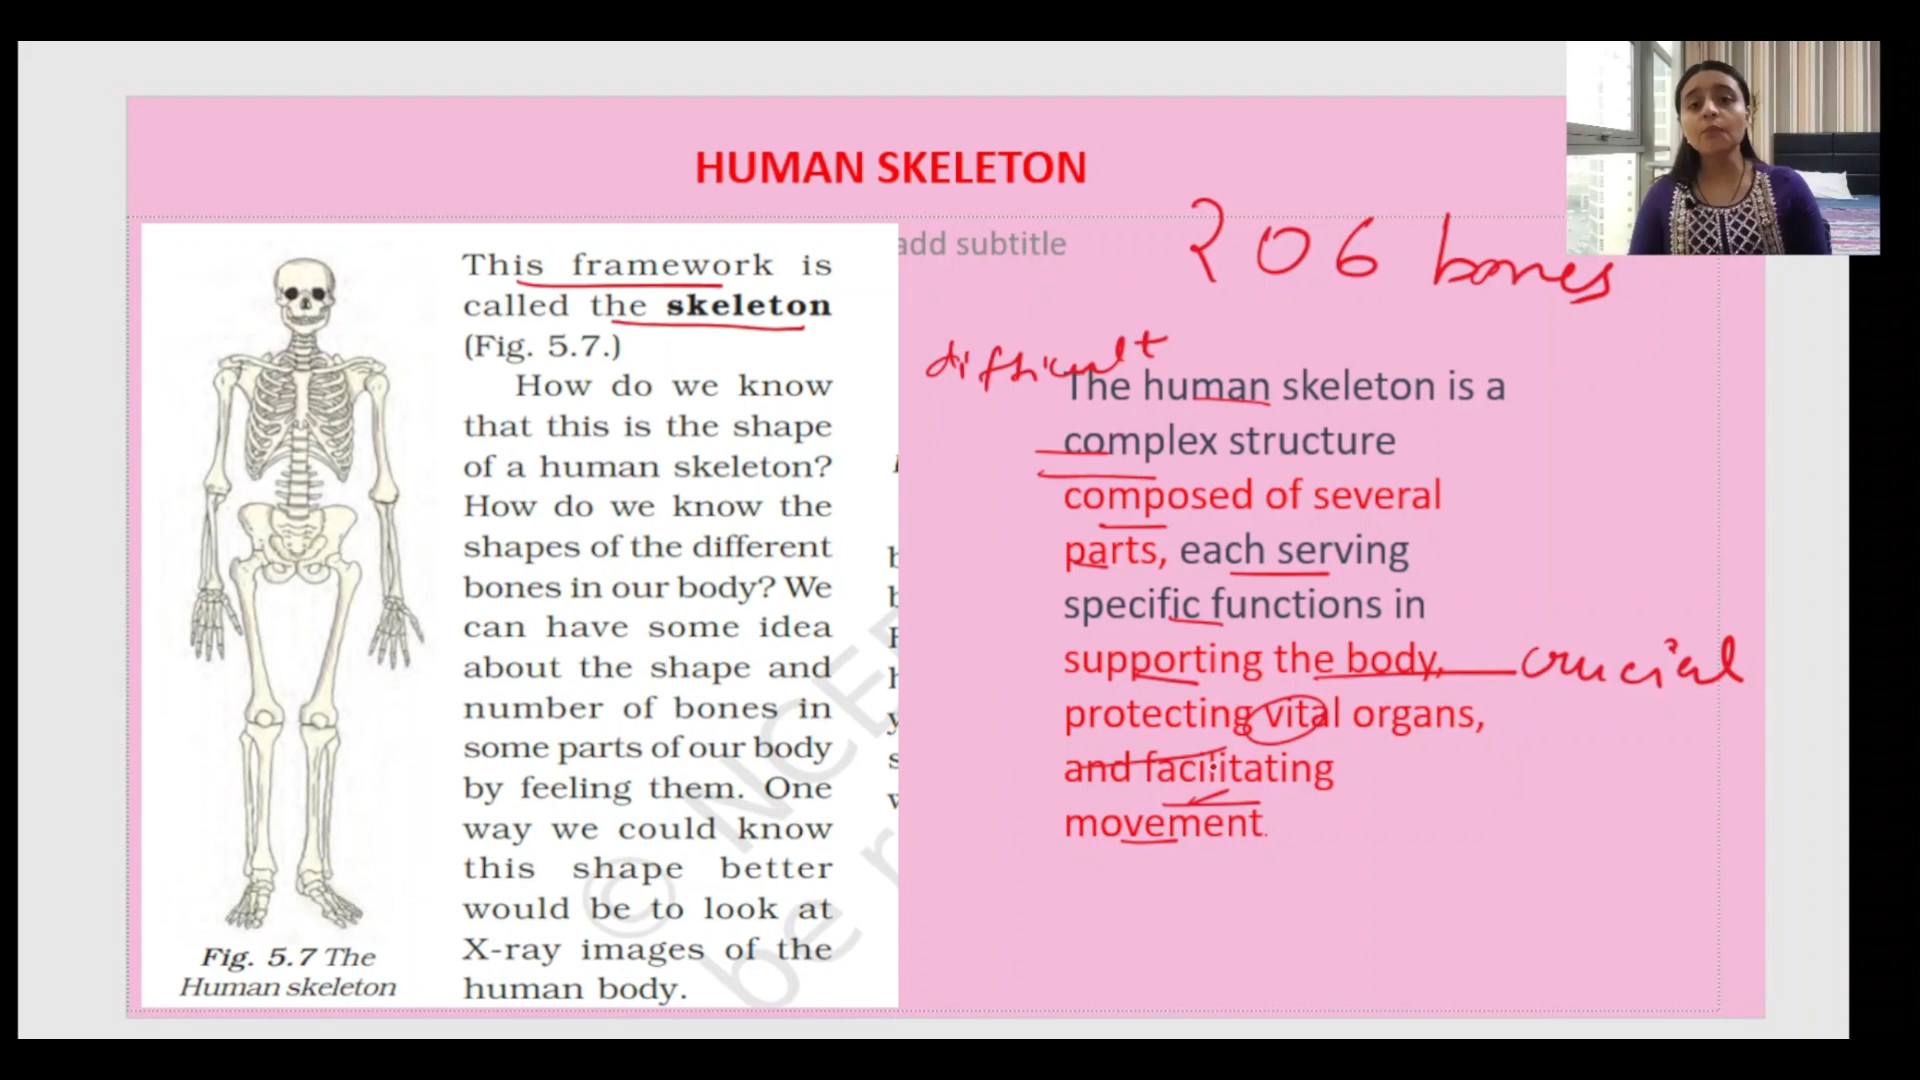 HUMAN SKELETON
add subtitle
206 bones
This framework is
called the skeleton
(Fig. 5.7.)
How do we know
that this is the shape
of a human skeleton?
How do we know the
shapes of the different
bones in our body? We
can have some idea
about the shape and
number of bones in
some parts of our body
by feeling them. One
way we could know
this shape better
would be to look at
X-ray images of the
human body.
Fig. 5.7 The
Human skeleton
difficult
The human skeleton is a
complex structure
composed of several
parts, each serving
specific functions in
supporting the body,
crucial
protecting vital organs,
and facilitating
movement.